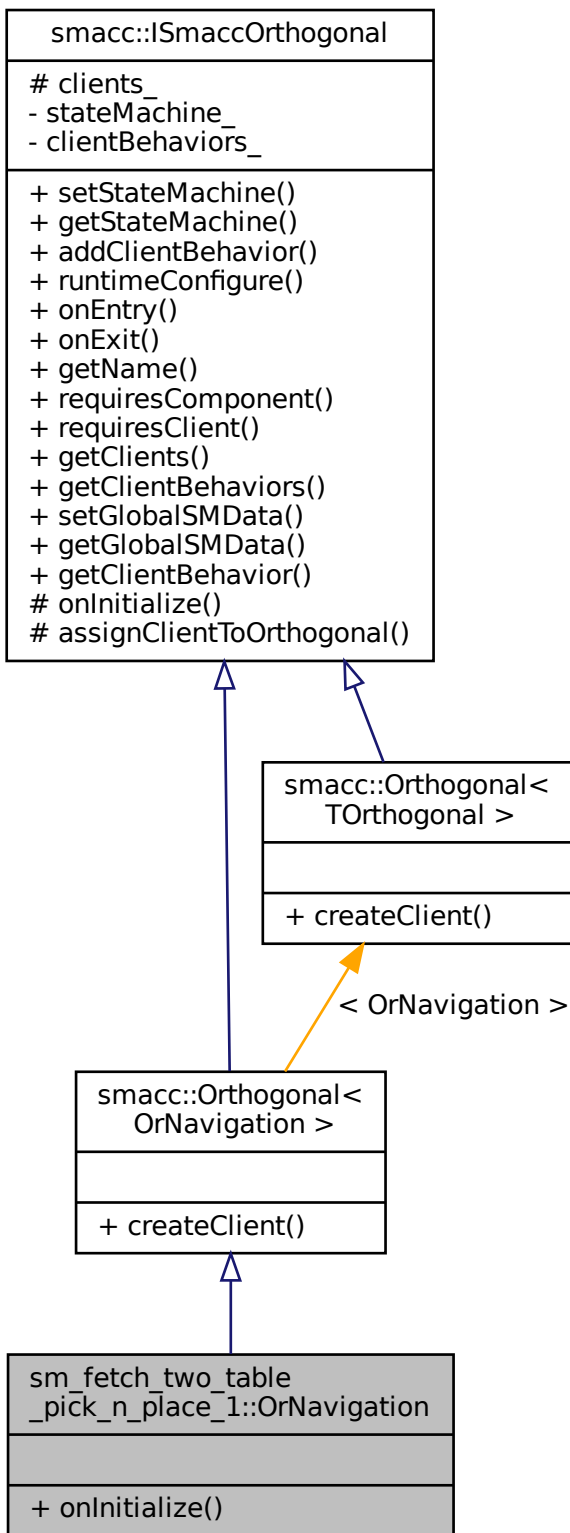 smacc::ISmaccOrthogonal
# clients_
- stateMachine_
- clientBehaviors_
+ setStateMachine()
+ getStateMachine()
+ addClientBehavior()
+ runtimeConfigure()
+ onEntry()
+ onExit()
+ getName()
+ requiresComponent()
+ requiresClient()
+ getClients()
+ getClientBehaviors()
+ setGlobalSMData()
+ getGlobalSMData()
+ getClientBehavior()
# onInitialize()
# assignClientToOrthogonal()
smacc::Orthogonal<
TOrthogonal >
+ createClient()
< OrNavigation >
smacc::Orthogonal<
OrNavigation >
+ createClient()
sm_fetch_two_table
_pick_n_place_1::OrNavigation
+ onInitialize()